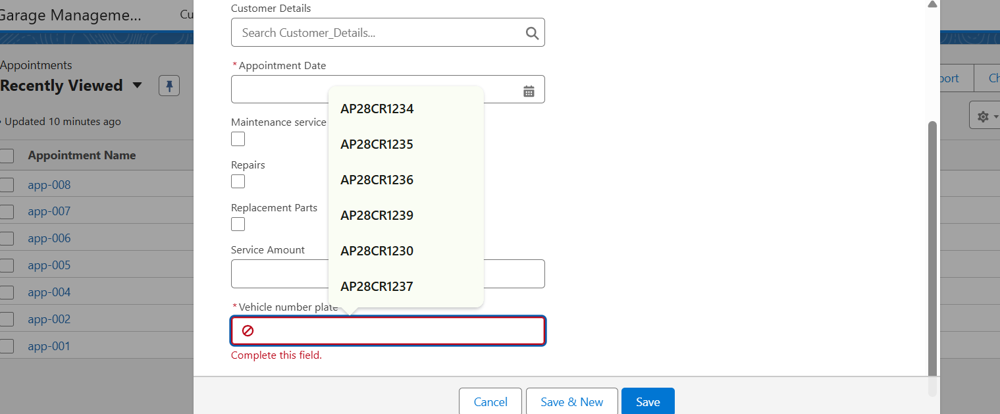 Garage Manageme...
Cu
Appointments
Recently Viewed
• Updated 10 minutes ago
Appointment Name
app-008
app-007
app-006
app-005
app-004
app-002
app-001
Customer Details
Search Customer_Details...
* Appointment Date
Maintenance service
Repairs
Replacement Parts
Service Amount
* Vehicle number plate
Complete this field.
AP28CR1234
AP28CR1235
AP28CR1236
AP28CR1239
AP28CR1230
AP28CR1237
Cancel
Save & New
Save
port
Ch